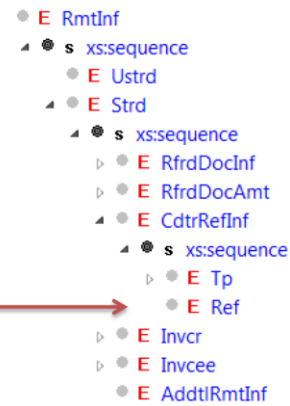 E RmtInf
s xs:sequence
E Ustrd
E Strd
s xs:sequence
E RfrdDocInf
E RfrdDocAmt
E CdtrRefInf
s xs:sequence
E Tp
E Ref
E Invcr
E Invcee
E AddtlRmtInf